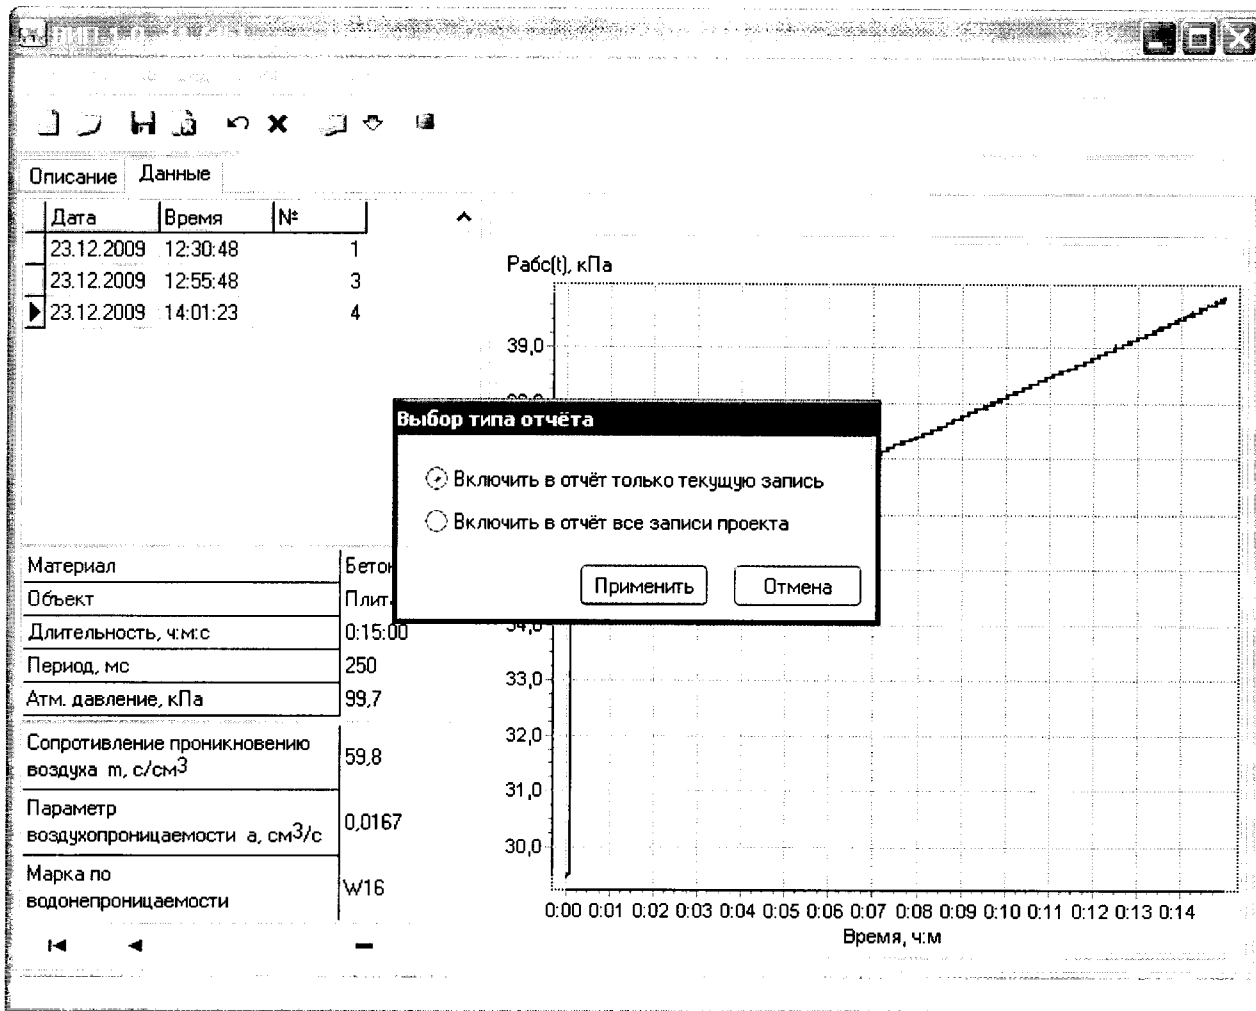 Описание Данные
Дата Время №
23.12.2009 12:30:48 1
23.12.2009 12:55:48 3
23.12.2009 14:01:23 4
Рабс(t), кПа
39,0
Выбор типа отчёта
Включить в отчёт только текущую запись
Включить в отчёт все записи проекта
Применить Отмена
Материал
Объект
Длительность, ч:м:с 0:15:00
Период, мс 250
Атм. давление, кПа 99,7
Сопротивление проникновению
воздуха m, с/см3 59,8
Параметр
воздухопроницаемости а, см3/с 0,0167
Марка по
водонепроницаемости W16
34,0
33,0
32,0
31,0
30,0
0:00 0:01 0:02 0:03 0:04 0:05 0:06 0:07 0:08 0:09 0:10 0:11 0:12 0:13 0:14
Время, ч:м